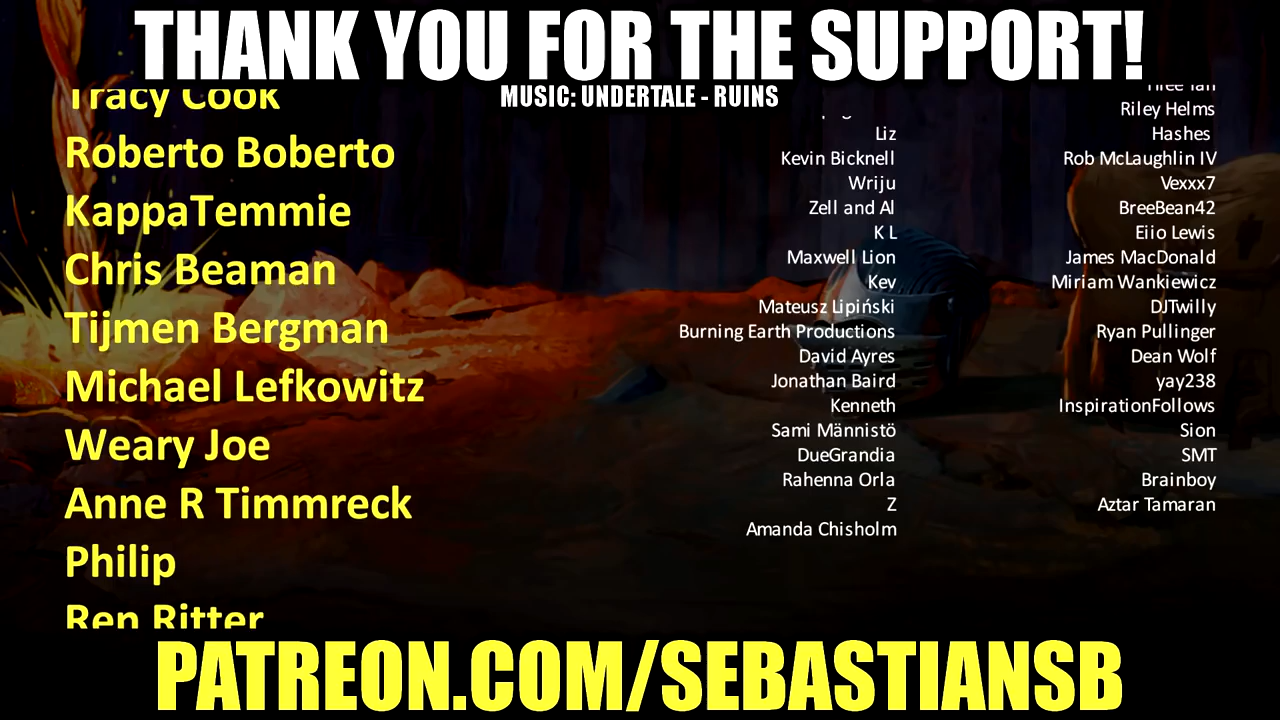 THANK YOU FOR THE SUPPORT!
MUSIC: UNDERTALE - RUINS
Tracy Cook
Roberto Boberto
KappaTemmie
Chris Beaman
Tijmen Bergman
Michael Lefkowitz
Weary Joe
Anne R Timmreck
Philip
Ren Ritter
Liz
Kevin Bicknell
Wriju
Zell and Al
K L
Maxwell Lion
Kev
Mateusz Lipiński
Burning Earth Productions
David Ayres
Jonathan Baird
Kenneth
Sami Männistö
DueGrandia
Rahenna Orla
Z
Amanda Chisholm
Riley Helms
Hashes
Rob McLaughlin IV
Vexxx7
BreeBean42
Eiio Lewis
James MacDonald
Miriam Wankiewicz
DJTwilly
Ryan Pullinger
Dean Wolf
yay238
InspirationFollows
Sion
SMT
Brainboy
Aztar Tamaran
PATREON.COM/SEBASTIANSB